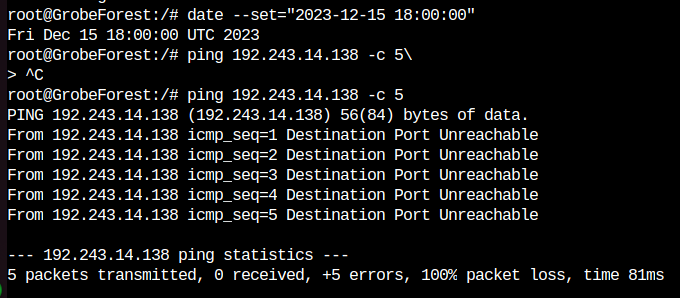 root@GrobeForest:/# date --set="2023-12-15 18:00:00"
Fri Dec 15 18:00:00 UTC 2023
root@GrobeForest:/# ping 192.243.14.138 -c 5\
> ^C
root@GrobeForest:/# ping 192.243.14.138 -c 5
PING 192.243.14.138 (192.243.14.138) 56(84) bytes of data.
From 192.243.14.138 icmp_seq=1 Destination Port Unreachable
From 192.243.14.138 icmp_seq=2 Destination Port Unreachable
From 192.243.14.138 icmp_seq=3 Destination Port Unreachable
From 192.243.14.138 icmp_seq=4 Destination Port Unreachable
From 192.243.14.138 icmp_seq=5 Destination Port Unreachable

--- 192.243.14.138 ping statistics ---
5 packets transmitted, 0 received, +5 errors, 100% packet loss, time 81ms